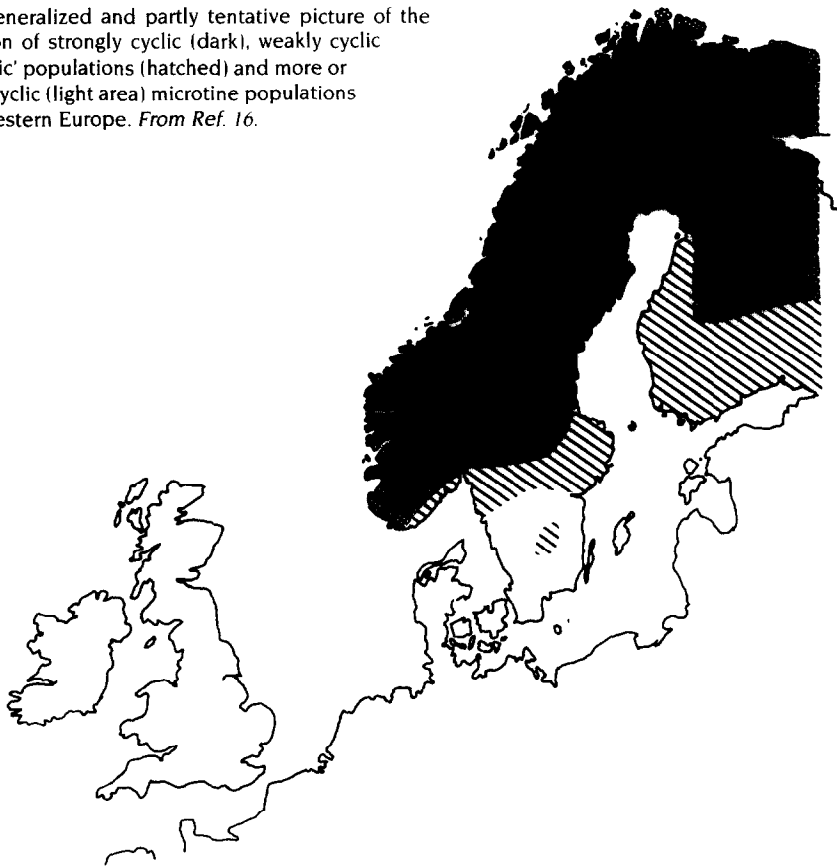 eneralized and partly tentative picture of the
on of strongly cyclic (dark), weakly cyclic
ic' populations (hatched) and more or
yclic (light area) microtine populations
estern Europe. From Ref. 16.